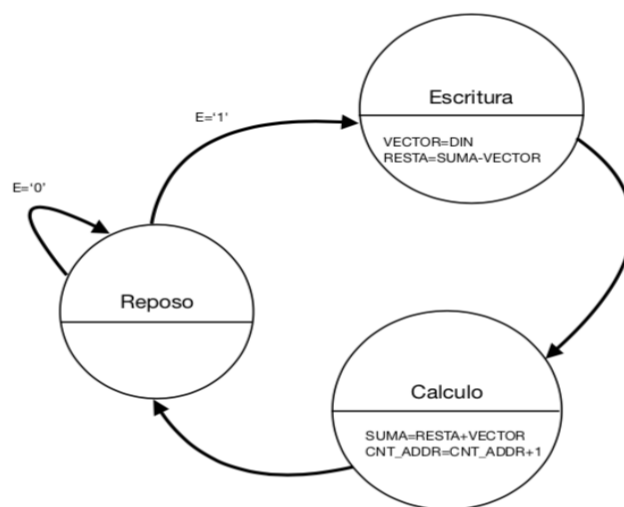 Escritura
VECTOR=DIN
RESTA=SUMA-VECTOR
E='1'
E='0'
Reposo
Calculo
SUMA=RESTA+VECTOR
CNT_ADDR=CNT_ADDR+1